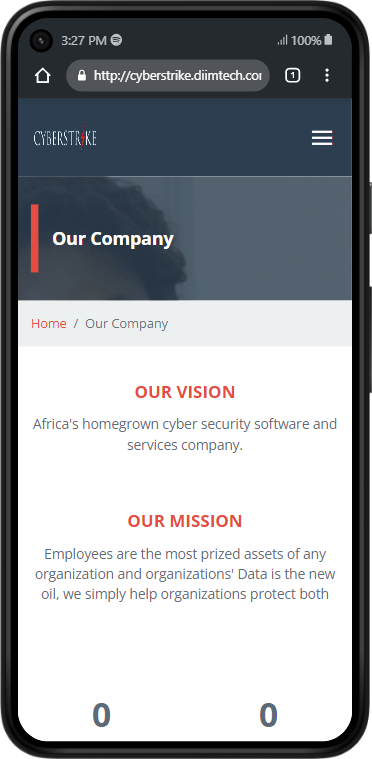 3:27 PM 100%
http://cyberstrike.diimtech.co
1
CYBERSTRIKE
Our Company
Home / Our Company
OUR VISION
Africa's homegrown cyber security software and
services company.
OUR MISSION
Employees are the most prized assets of any
organization and organizations' Data is the new
oil, we simply help organizations protect both
0 0